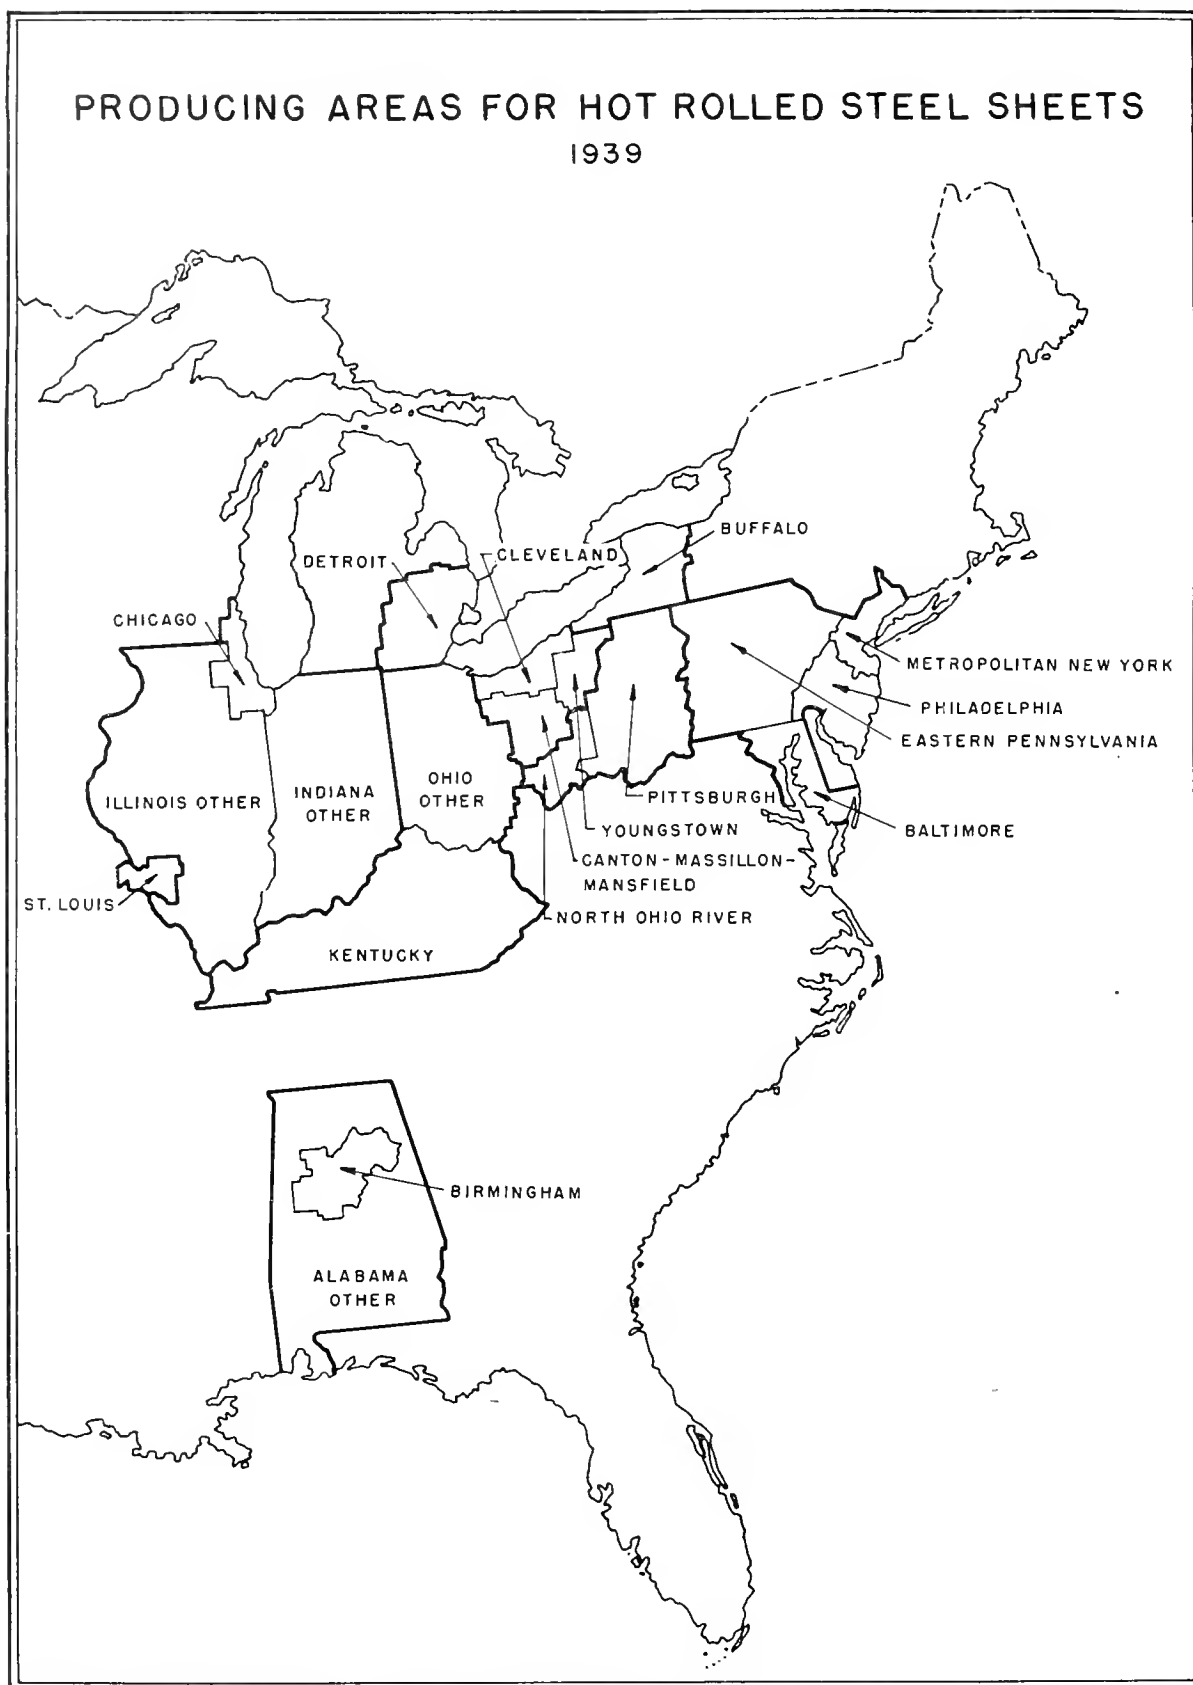 PRODUCING AREAS FOR HOT ROLLED STEEL SHEETS
1939
BUFFALO
CLEVELAND
DETROIT
CHICAGO
METROPOLITAN NEW YORK
PHILADELPHIA
EASTERN PENNSYLVANIA
ILLINOIS OTHER
INDIANA
OTHER
OHIO
OTHER
PITTSBURGH
YOUNGSTOWN
BALTIMORE
CANTON-MASSILLON-
MANSFIELD
ST. LOUIS
NORTH OHIO RIVER
KENTUCKY
BIRMINGHAM
ALABAMA
OTHER